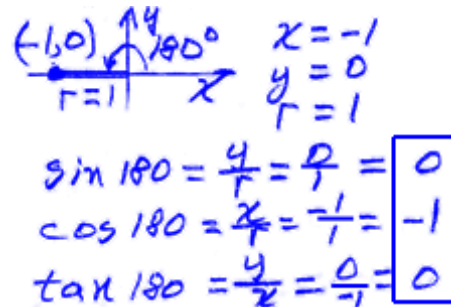 y
(-1,0) 180°
r=1 x
x = -1
y = 0
r = 1
sin 180 = y/r = 0/1 = 0
cos 180 = x/r = -1/1 = -1
tan 180 = y/x = 0/-1 = 0